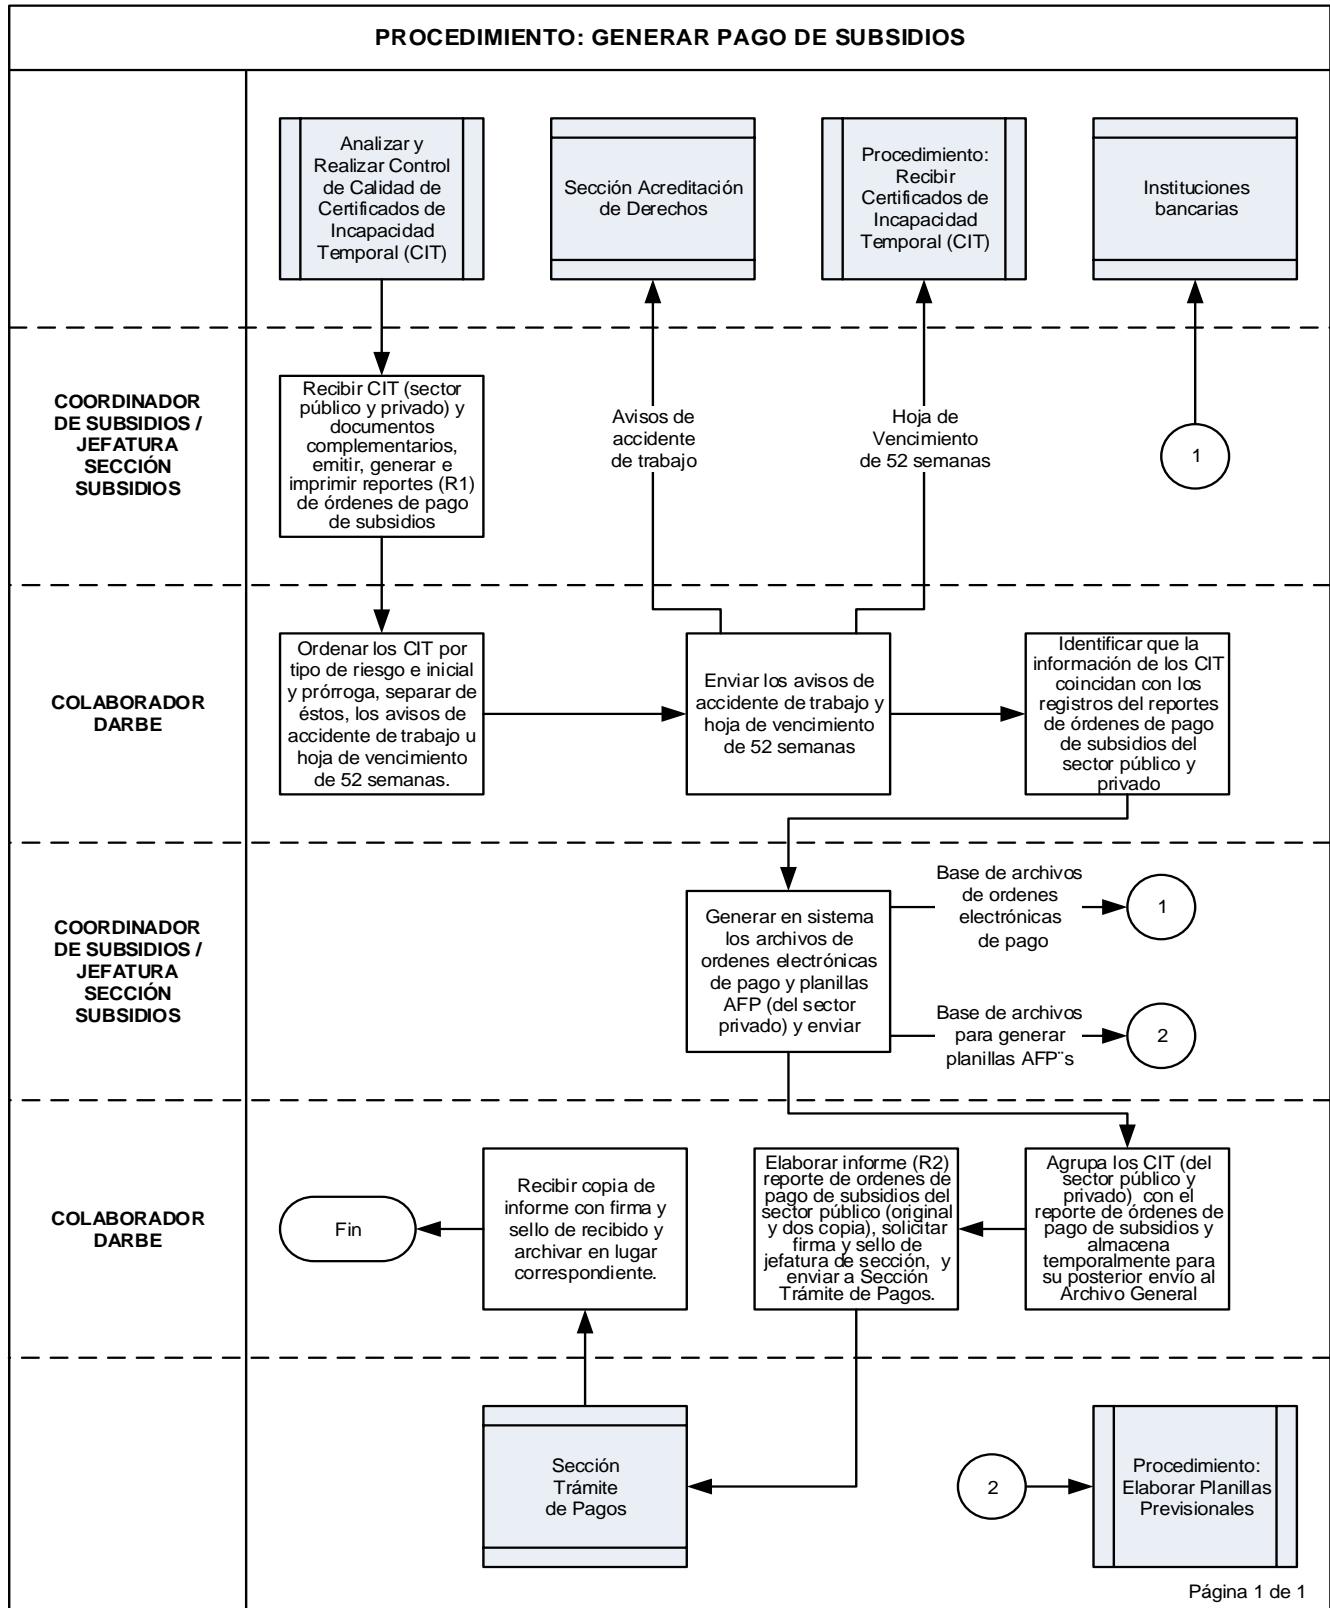 PROCEDIMIENTO: GENERAR PAGO DE SUBSIDIOS
Analizar y
Realizar Control
de Calidad de
Certificados de
Incapacidad
Temporal (CIT)
Sección Acreditación
de Derechos
Procedimiento:
Recibir
Certificados de
Incapacidad
Temporal (CIT)
Instituciones
bancarias
COORDINADOR
DE SUBSIDIOS /
JEFATURA
SECCIÓN
SUBSIDIOS
Recibir CIT (sector
público y privado) y
documentos
complementarios,
emitir, generar e
imprimir reportes (R1)
de órdenes de pago
de subsidios
Avisos de
accidente
de trabajo
Hoja de
Vencimiento
de 52 semanas
1
COLABORADOR
DARBE
Ordenar los CIT por
tipo de riesgo e inicial
y prórroga, separar de
éstos, los avisos de
accidente de trabajo u
hoja de vencimiento
de 52 semanas.
Enviar los avisos de
accidente de trabajo y
hoja de vencimiento
de 52 semanas
Identificar que la
información de los CIT
coincidan con los
registros del reportes
de órdenes de pago
de subsidios del
sector público y
privado
COORDINADOR
DE SUBSIDIOS /
JEFATURA
SECCIÓN
SUBSIDIOS
Generar en sistema
los archivos de
ordenes electrónicas
de pago y planillas
AFP (del sector
privado) y enviar
Base de archivos
de ordenes
electrónicas
de pago
1
Base de archivos
para generar
planillas AFP¨s
2
COLABORADOR
DARBE
Fin
Recibir copia de
informe con firma y
sello de recibido y
archivar en lugar
correspondiente.
Elaborar informe (R2)
reporte de ordenes de
pago de subsidios del
sector público (original
y dos copia), solicitar
firma y sello de
jefatura de sección, y
enviar a Sección
Trámite de Pagos.
Agrupa los CIT (del
sector público y
privado) con el
reporte de órdenes de
pago de subsidios y
almacena
temporalmente para
su posterior envío al
Archivo General
Sección
Trámite
de Pagos
2
Procedimiento:
Elaborar Planillas
Previsionales
Página 1 de 1